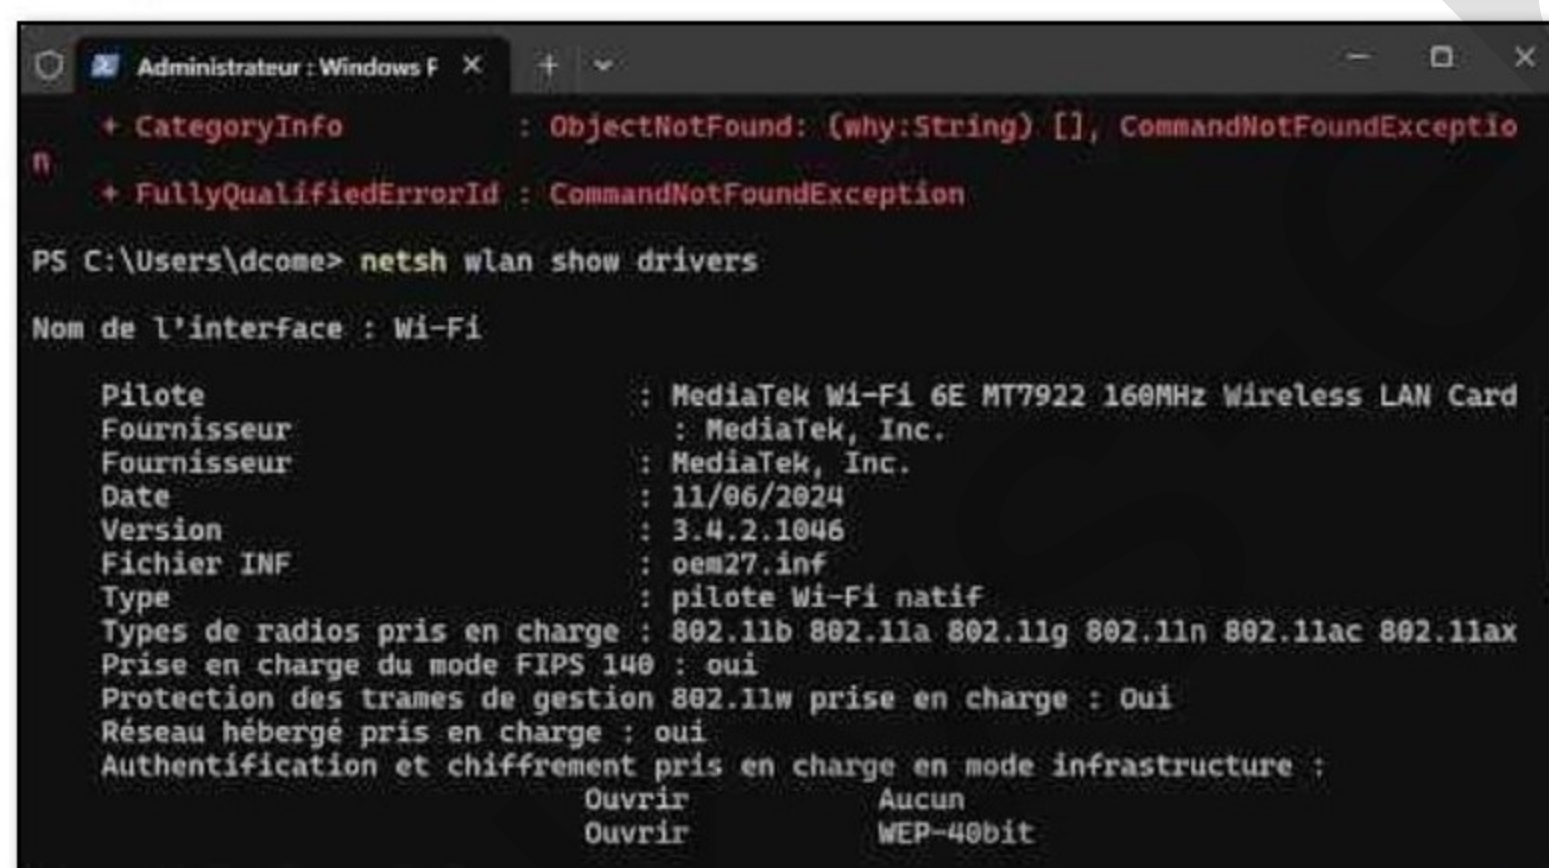 Administrateur : Windows P
+ CategoryInfo : ObjectNotFound: (why:String) [], CommandNotFoundExceptio
n
+ FullyQualifiedErrorId : CommandNotFoundException
PS C:\Users\dcome> netsh wlan show drivers
Nom de l'interface : Wi-Fi
Pilote : MediaTek Wi-Fi 6E MT7922 160MHz Wireless LAN Card
Fournisseur : MediaTek, Inc.
Fournisseur : MediaTek, Inc.
Date : 11/06/2024
Version : 3.4.2.1046
Fichier INF : oem27.inf
Type : pilote Wi-Fi natif
Types de radios pris en charge : 802.11b 802.11a 802.11g 802.11n 802.11ac 802.11ax
Prise en charge du mode FIPS 140 : oui
Protection des trames de gestion 802.11w prise en charge : Oui
Réseau hébergé pris en charge : oui
Authentification et chiffrement pris en charge en mode infrastructure :
Ouvrir Aucun
Ouvrir WEP-40bit